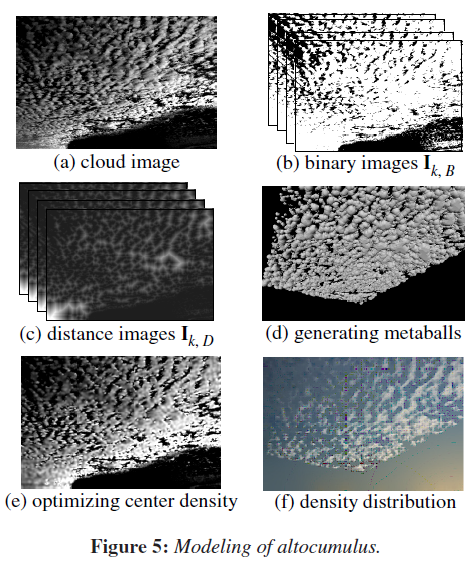 (a) cloud image
(b) binary images I_{k, B}
(c) distance images I_{k, D}
(d) generating metaballs
(e) optimizing center density
(f) density distribution
Figure 5: Modeling of altocumulus.